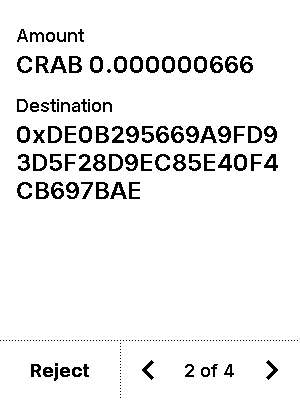 Amount
CRAB 0.000000666
Destination
0xDE0B295669A9FD9
3D5F28D9EC85E40F4
CB697BAE
Reject
2 of 4